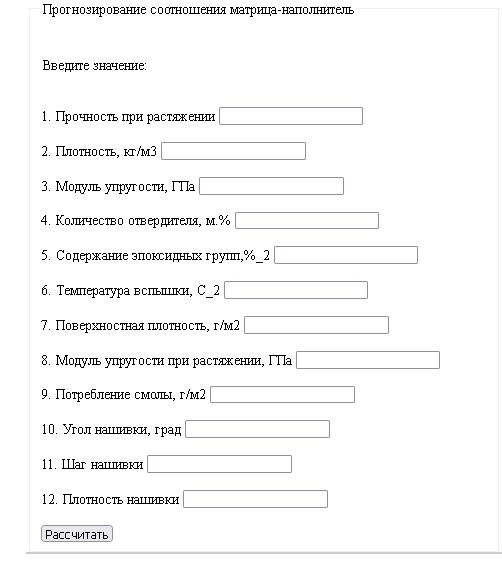 Прогнозирование соотношения матрица-наполнитель
Введите значение:
1. Прочность при растяжении
2. Плотность, кг/м3
3. Модуль упругости, ГПа
4. Количество отвердителя, м.%
5. Содержание эпоксидных групп,%_2
6. Температура вспышки, С_2
7. Поверхностная плотность, г/м2
8. Модуль упругости при растяжении, ГПа
9. Потребление смолы, г/м2
10. Угол нашивки, град
11. Шаг нашивки
12. Плотность нашивки
Рассчитать